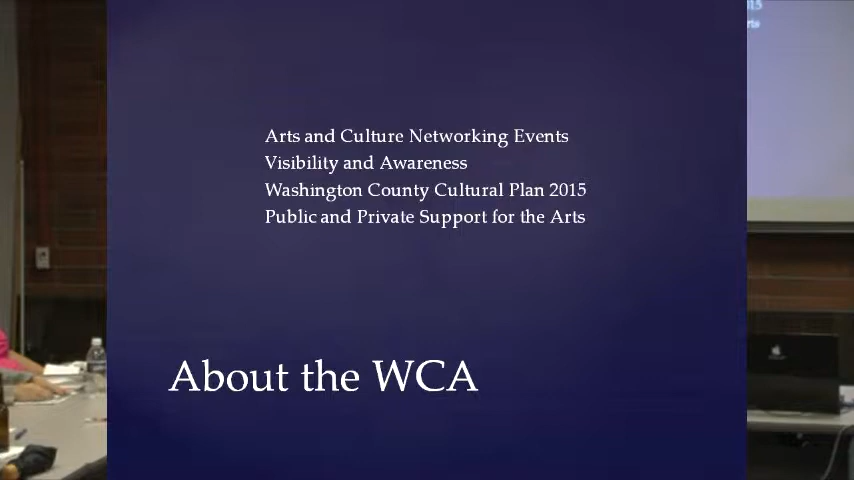 Arts and Culture Networking Events
Visibility and Awareness
Washington County Cultural Plan 2015
Public and Private Support for the Arts
About the WCA